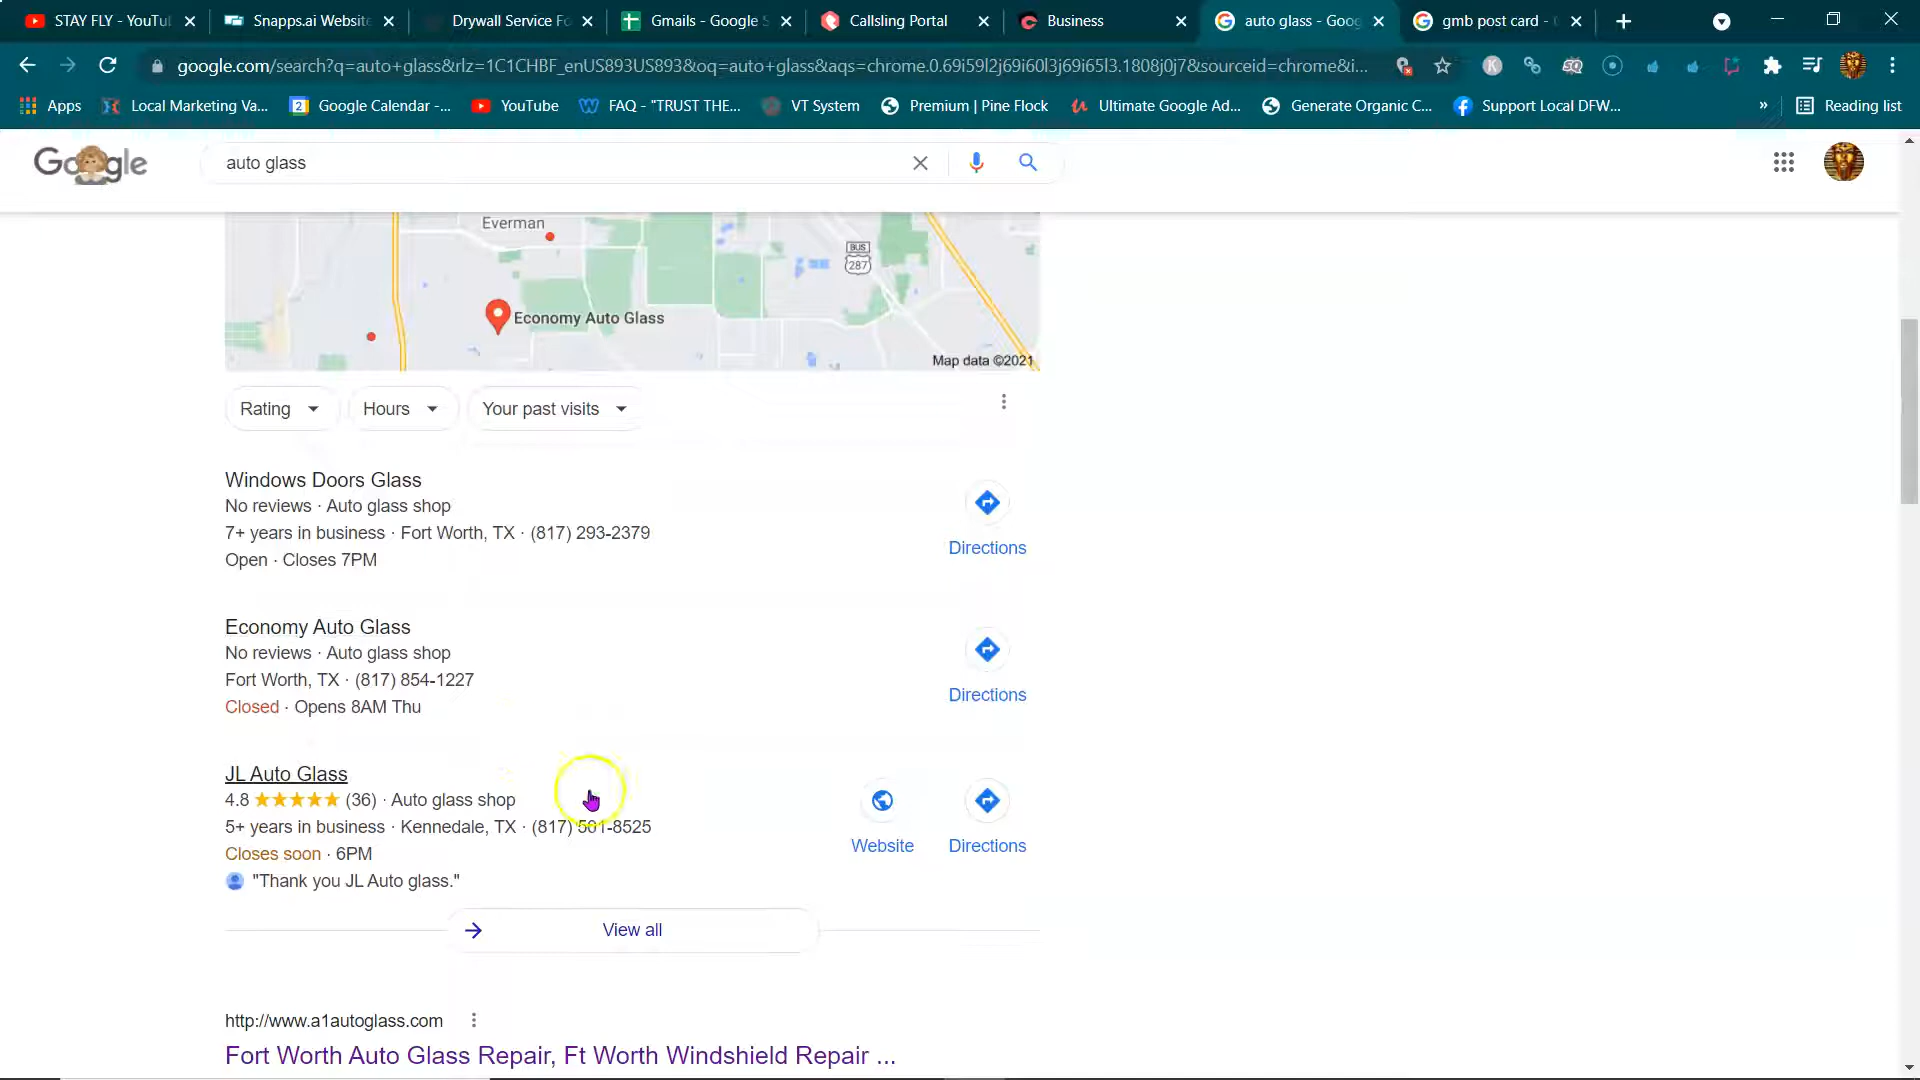 STAY FLY - YouTu
Snapps.ai Website
Drywall Service Fo
Gmails - Google S
Callsling Portal
Business
auto glass - Goog
gmb post card - G
google.com/search?q=auto+glass&rlz=1C1CHBF_enUS893US893&oq=auto+glass&aqs=chrome.0.69i59l2j69i60l3j69i65l3.1808j0j7&sourceid=chrome&i...
Apps
Local Marketing Va...
Google Calendar -...
YouTube
FAQ - "TRUST THE...
VT System
Premium | Pine Flock
Ultimate Google Ad...
Generate Organic C...
Support Local DFW...
»
Reading list
Google
auto glass
Everman
BUS
287
Economy Auto Glass
Map data ©2021
Rating
Hours
Your past visits
Windows Doors Glass
No reviews · Auto glass shop
7+ years in business · Fort Worth, TX · (817) 293-2379
Open · Closes 7PM
Directions
Economy Auto Glass
No reviews · Auto glass shop
Fort Worth, TX · (817) 854-1227
Closed · Opens 8AM Thu
Directions
JL Auto Glass
4.8 ★★★★★ (36) · Auto glass shop
5+ years in business · Kennedale, TX · (817) 501-8525
Closes soon · 6PM
"Thank you JL Auto glass."
Website
Directions
View all
http://www.a1autoglass.com
Fort Worth Auto Glass Repair, Ft Worth Windshield Repair ...